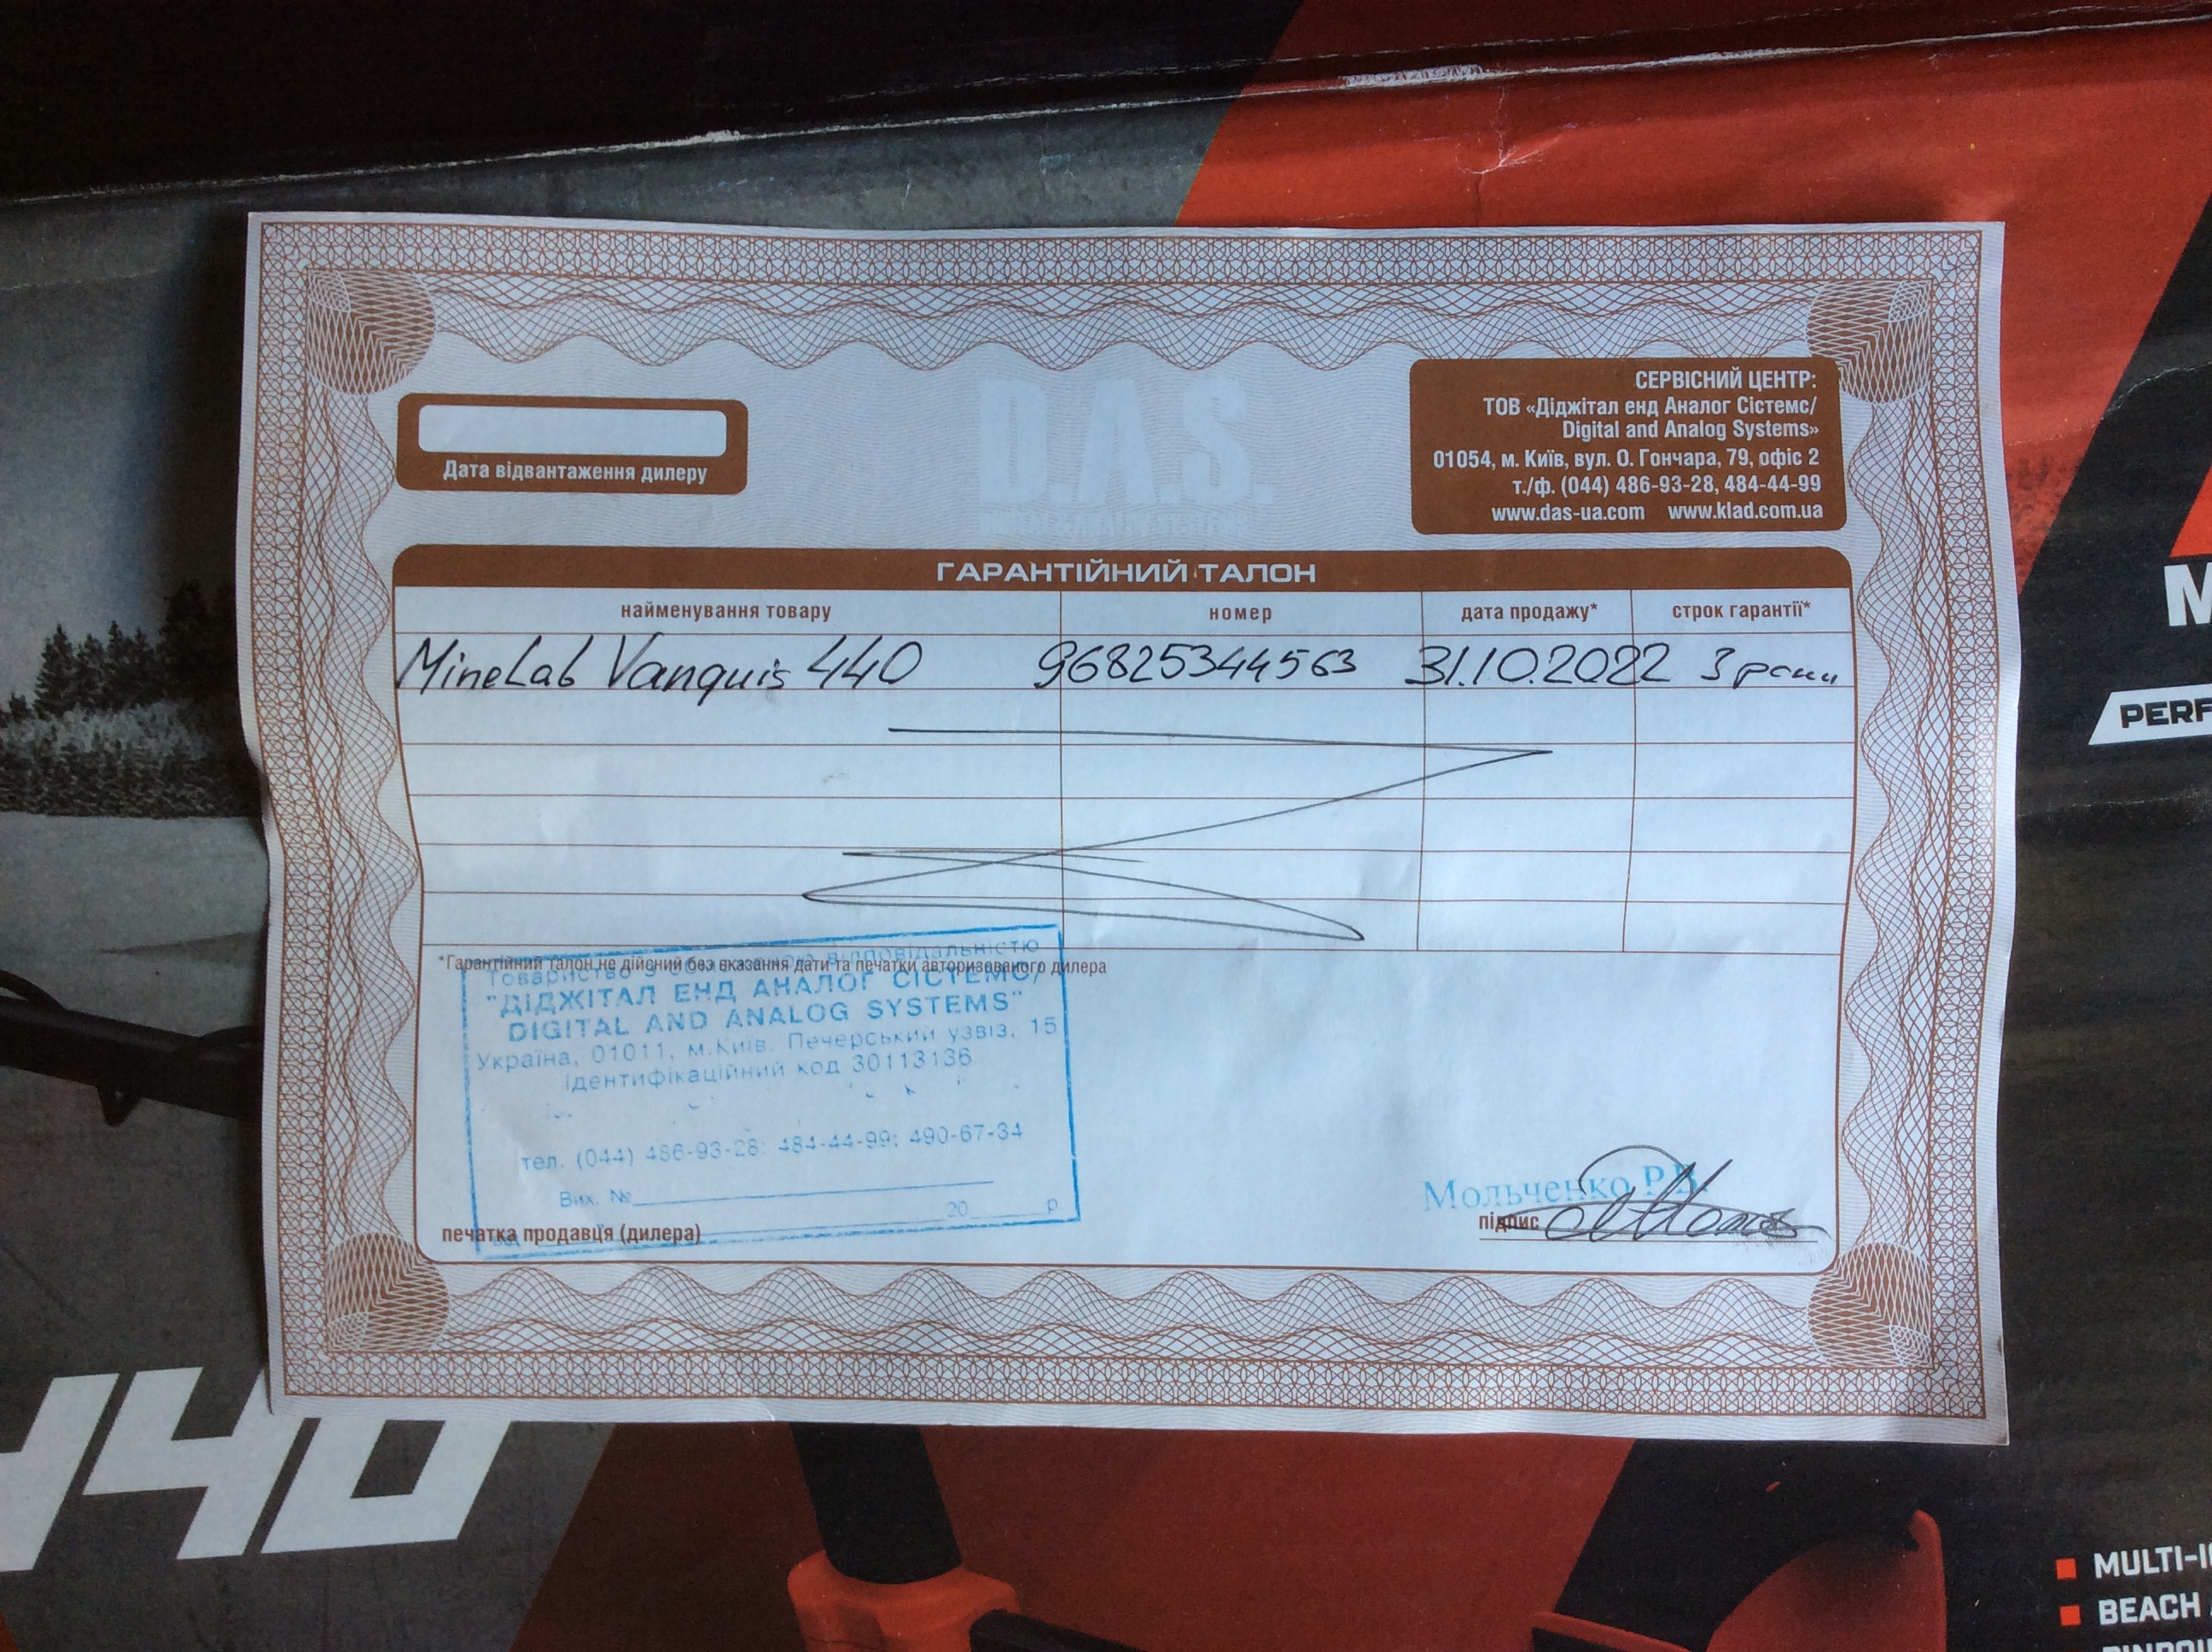 D.A.S.
Дата відвантаження дилеру
СЕРВІСНИЙ ЦЕНТР:
ТОВ «Діджітал енд Аналог Сістемс/
Digital and Analog Systems»
01054, м. Київ, вул. О. Гончара, 79, офіс 2
т./ф. (044) 486-93-28, 484-44-99
www.das-ua.com www.klad.com.ua
ГАРАНТІЙНИЙ ТАЛОН
найменування товару номер дата продажу* строк гарантії*
MineLab Vanquis 440 96825344563 31.10.2022 3 роки
*Гарантійний талон не дійсний без вказання дати та печатки авторизованого дилера
Товариство з обмеженою відповідальністю
"ДІДЖІТАЛ ЕНД АНАЛОГ СІСТЕМС/
DIGITAL AND ANALOG SYSTEMS"
Україна, 01011, м.Київ, Печерський узвіз, 15
Ідентифікаційний код 30113136
тел. (044) 486-93-28; 484-44-99; 490-67-34
Вих. №
20 р.
печатка продавця (дилера)
Мольченко Р.В.
підпис
440
M
PERF
MULTI-I
BEACH